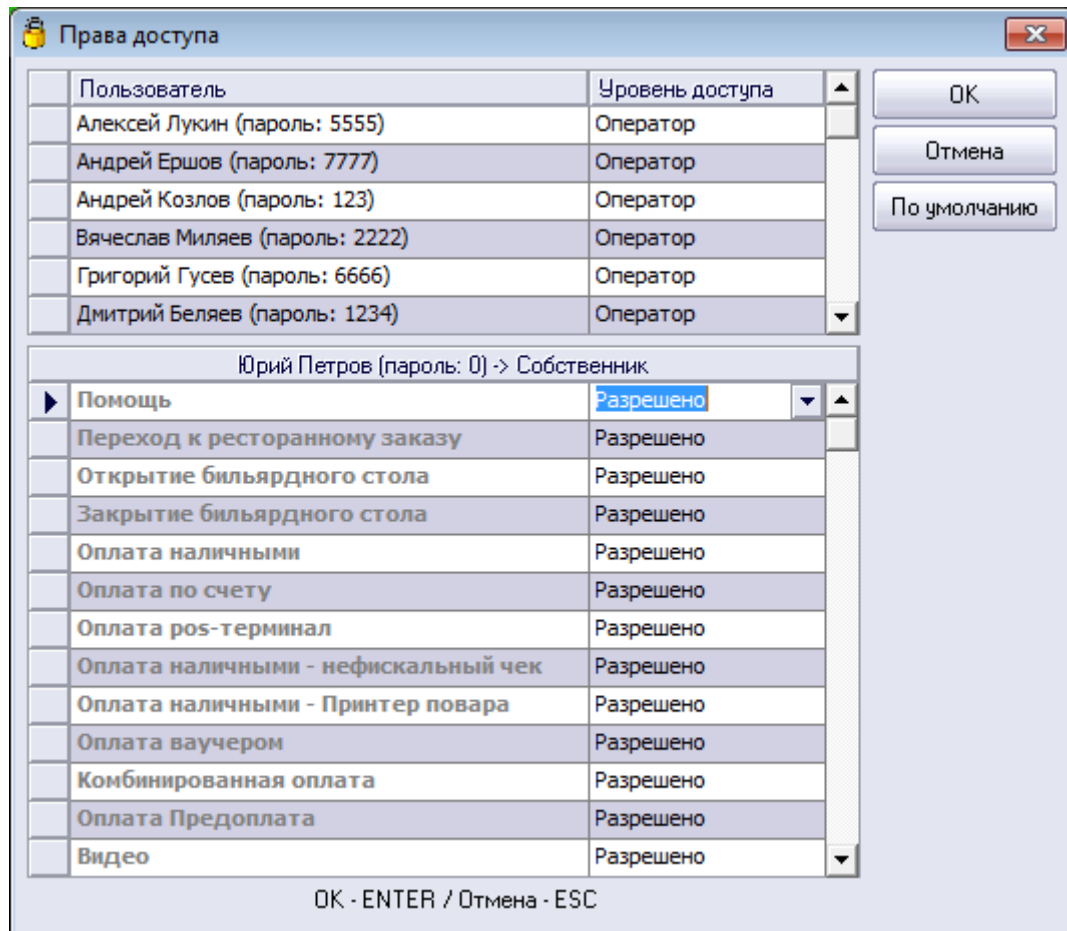 Права доступа
Пользователь Уровень доступа
Алексей Лукин (пароль: 5555) Оператор
Андрей Ершов (пароль: 7777) Оператор
Андрей Козлов (пароль: 123) Оператор
Вячеслав Миляев (пароль: 2222) Оператор
Григорий Гусев (пароль: 6666) Оператор
Дмитрий Беляев (пароль: 1234) Оператор
OK
Отмена
По умолчанию
Юрий Петров (пароль: 0) -> Собственник
Помощь Разрешено
Переход к ресторанному заказу Разрешено
Открытие бильярдного стола Разрешено
Закрытие бильярдного стола Разрешено
Оплата наличными Разрешено
Оплата по счету Разрешено
Оплата pos-терминал Разрешено
Оплата наличными - нефискальный чек Разрешено
Оплата наличными - Принтер повара Разрешено
Оплата ваучером Разрешено
Комбинированная оплата Разрешено
Оплата Предоплата Разрешено
Видео Разрешено
OK - ENTER / Отмена - ESC